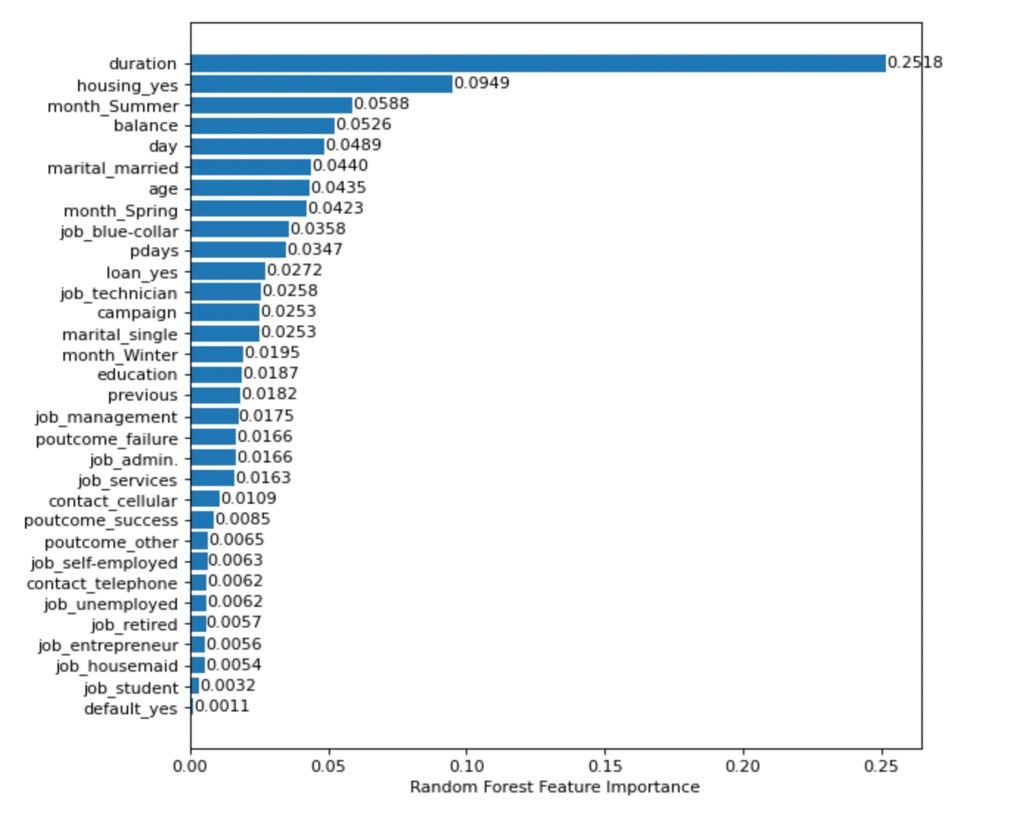 duration 0.2518
housing_yes 0.0949
month_Summer 0.0588
balance 0.0526
day 0.0489
marital_married 0.0440
age 0.0435
month_Spring 0.0423
job_blue-collar 0.0358
pdays 0.0347
loan_yes 0.0272
job_technician 0.0258
campaign 0.0253
marital_single 0.0253
month_Winter 0.0195
education 0.0187
previous 0.0182
job_management 0.0175
poutcome_failure 0.0166
job_admin. 0.0166
job_services 0.0163
contact_cellular 0.0109
poutcome_success 0.0085
poutcome_other 0.0065
job_self-employed 0.0063
contact_telephone 0.0062
job_unemployed 0.0062
job_retired 0.0057
job_entrepreneur 0.0056
job_housemaid 0.0054
job_student 0.0032
default_yes 0.0011
0.00 0.05 0.10 0.15 0.20 0.25
Random Forest Feature Importance